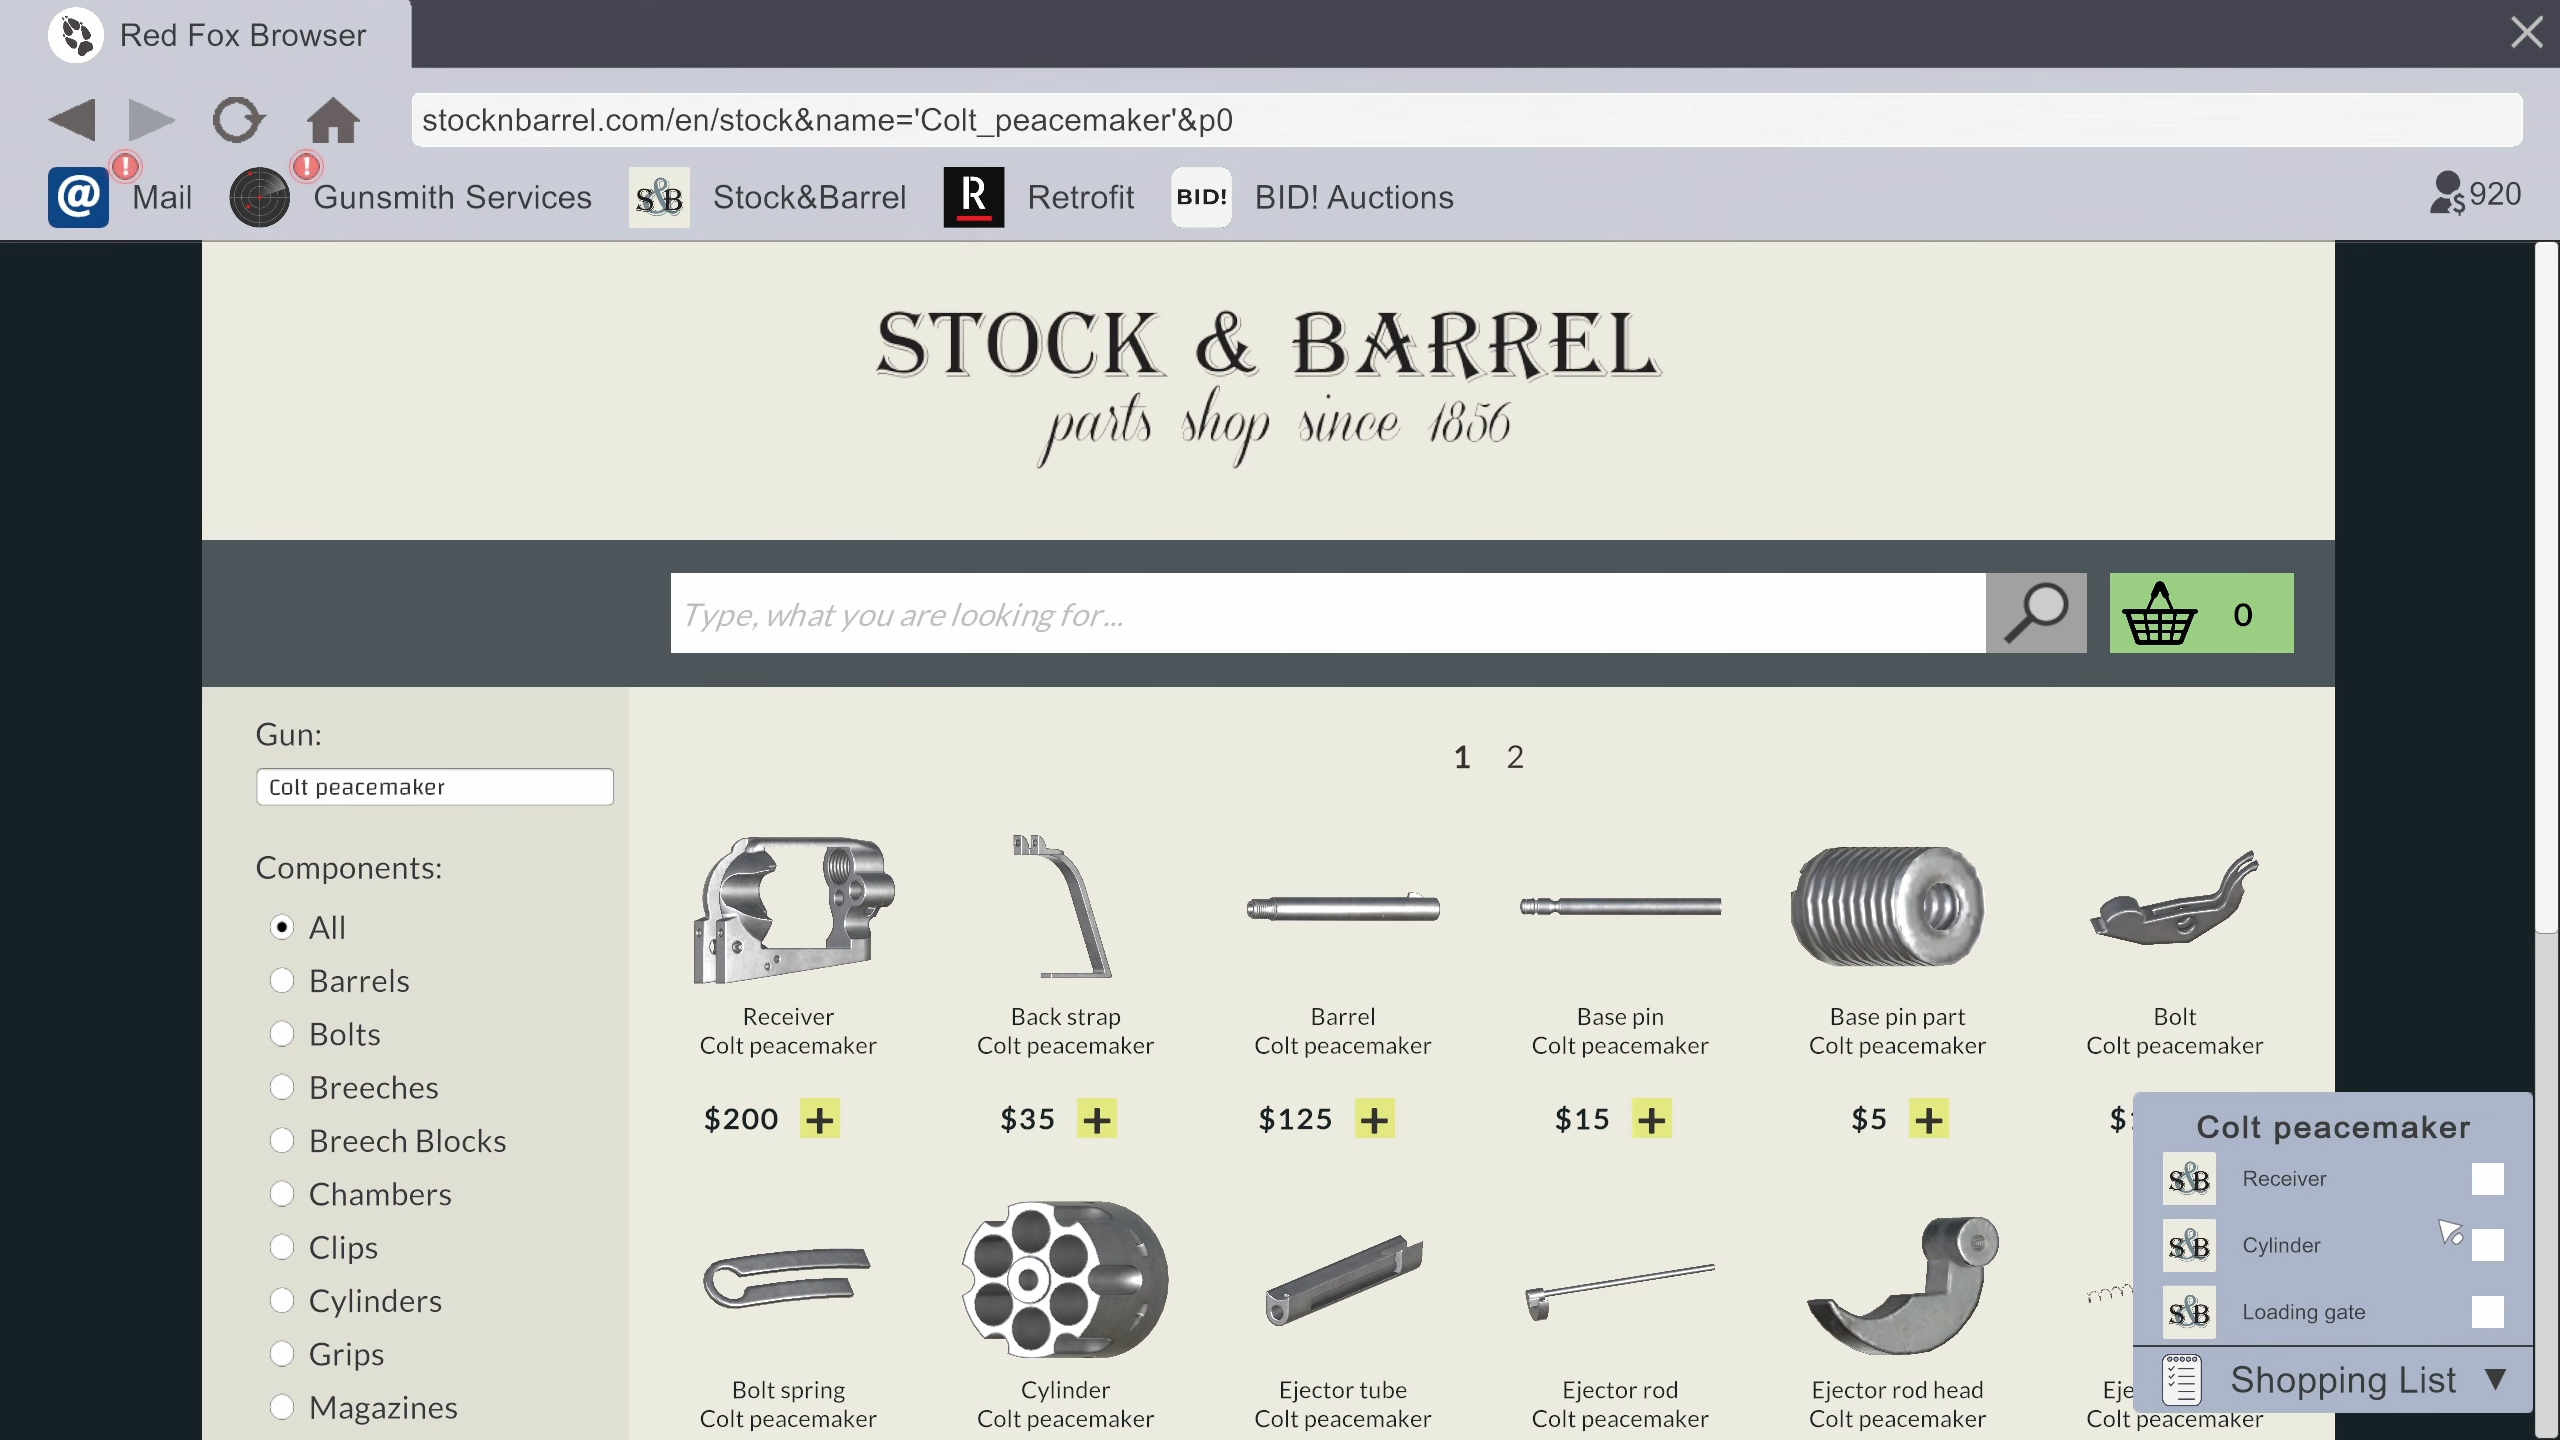 Red Fox Browser
stocknbarrel.com/en/stock&name='Colt_peacemaker'&p0
@ ! Mail ! Gunsmith Services S&B Stock&Barrel R Retrofit BID! BID! Auctions $ 920
STOCK & BARREL
parts shop since 1856
Type, what you are looking for... 0
Gun:
Colt peacemaker
Components:
All
Barrels
Bolts
Breeches
Breech Blocks
Chambers
Clips
Cylinders
Grips
Magazines
1 2
Receiver
Colt peacemaker
$200 +
Back strap
Colt peacemaker
$35 +
Barrel
Colt peacemaker
$125 +
Base pin
Colt peacemaker
$15 +
Base pin part
Colt peacemaker
$5 +
Bolt
Colt peacemaker
Bolt spring
Colt peacemaker
Cylinder
Colt peacemaker
Ejector tube
Colt peacemaker
Ejector rod
Colt peacemaker
Ejector rod head
Colt peacemaker
Colt peacemaker
Colt peacemaker
S&B Receiver
S&B Cylinder
S&B Loading gate
Shopping List ▼